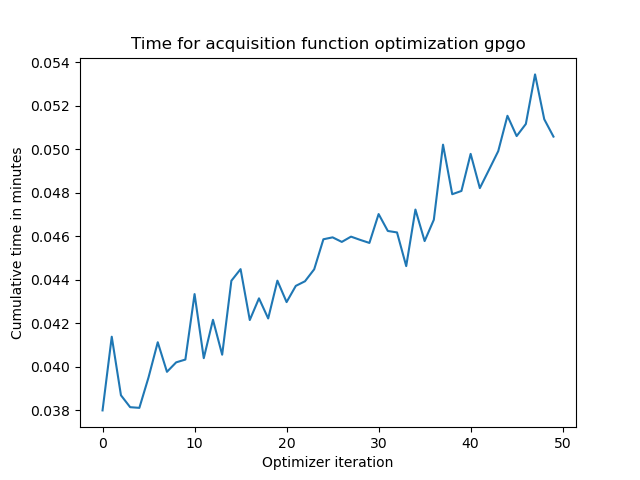 Time for acquisition function optimization gpgo
Cumulative time in minutes
0.054
0.052
0.050
0.048
0.046
0.044
0.042
0.040
0.038
0 10 20 30 40 50
Optimizer iteration